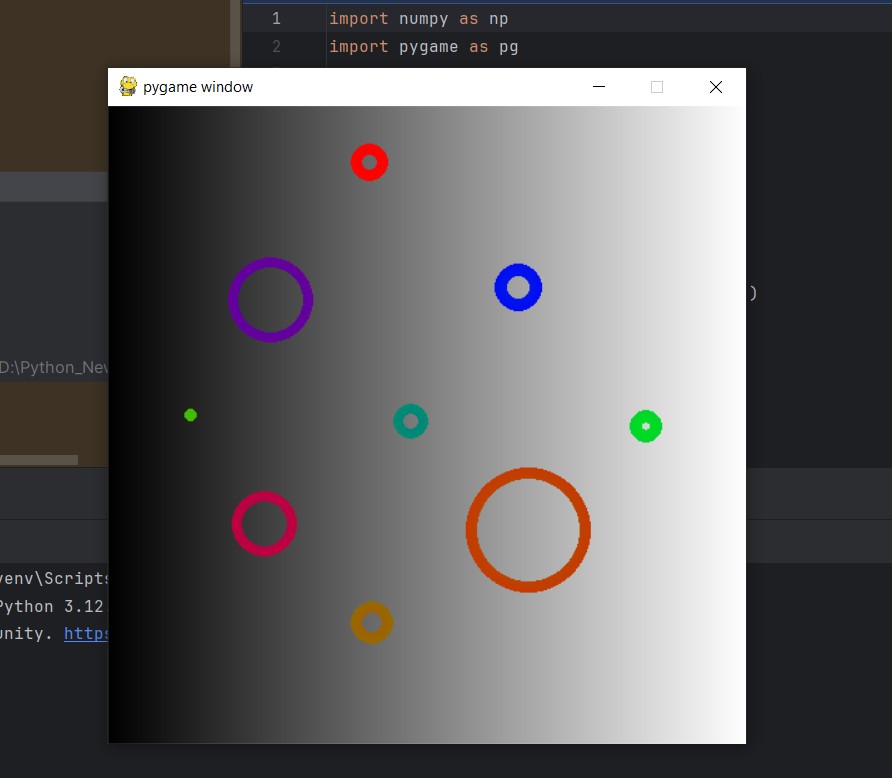 1 import numpy as np
2 import pygame as pg
pygame window
)
D:\Python_Nev
venv\Scripts
Python 3.12
unity. https